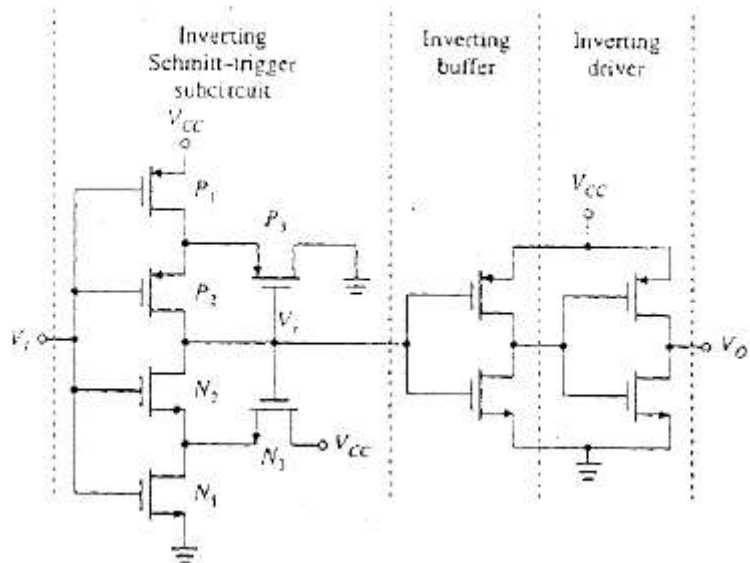 Inverting
Schmitt-trigger
subcircuit
Inverting
buffer
Inverting
driver
V_CC
P_1
P_3
V_CC
P_2
V_r
V_i
V_O
N_2
V_CC
N_3
N_1